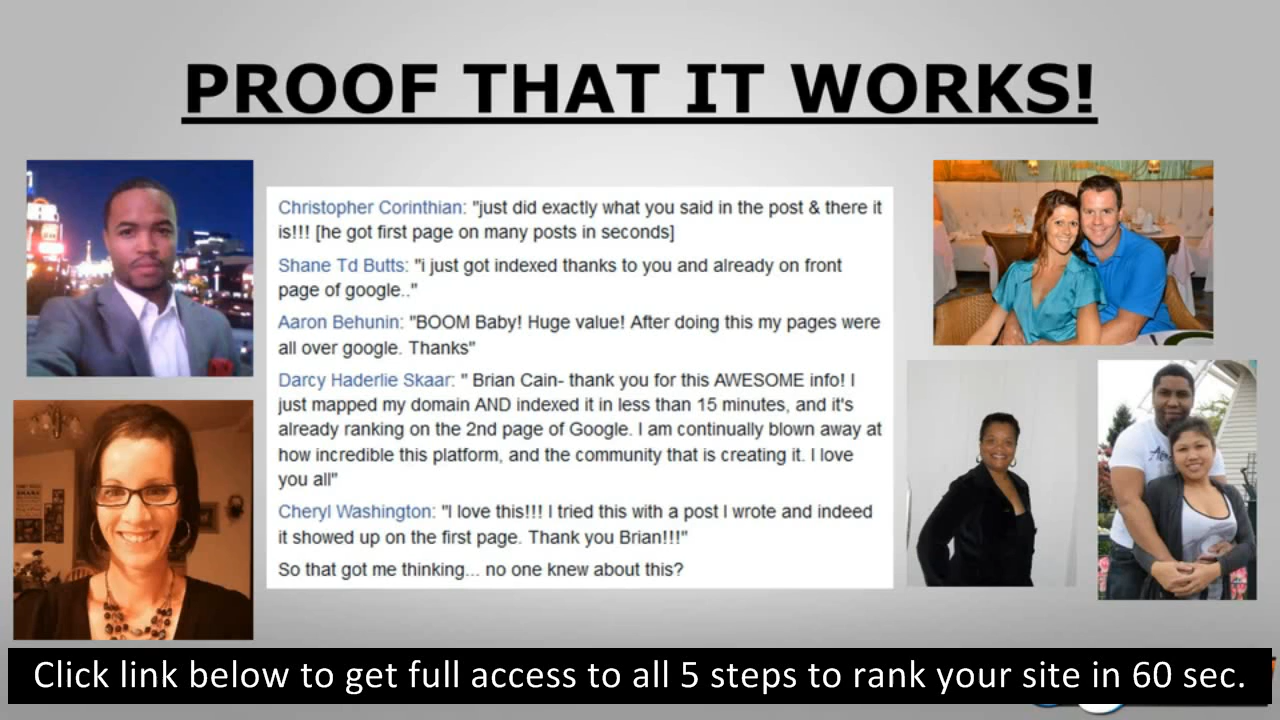 PROOF THAT IT WORKS!
Christopher Corinthian: "just did exactly what you said in the post & there it
is!!! [he got first page on many posts in seconds]
Shane Td Butts: "i just got indexed thanks to you and already on front
page of google.."
Aaron Behunin: "BOOM Baby! Huge value! After doing this my pages were
all over google. Thanks"
Darcy Haderlie Skaar: " Brian Cain- thank you for this AWESOME info! I
just mapped my domain AND indexed it in less than 15 minutes, and it's
already ranking on the 2nd page of Google. I am continually blown away at
how incredible this platform, and the community that is creating it. I love
you all"
Cheryl Washington: "I love this!!! I tried this with a post I wrote and indeed
it showed up on the first page. Thank you Brian!!!"
So that got me thinking... no one knew about this?
Click link below to get full access to all 5 steps to rank your site in 60 sec.